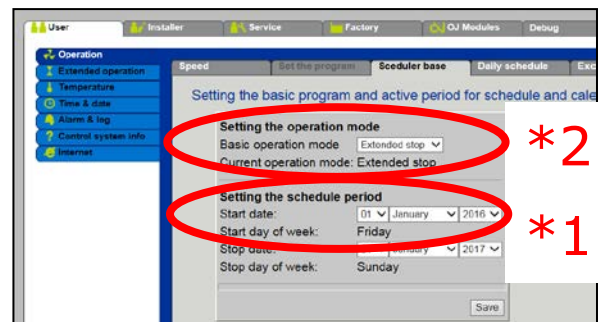 User Installer Service Factory OJ Modules Debug
Operation
Extended operation
Temperature
Time & date
Alarm & log
Control system info
Internet
Speed Set the program Sceduler base Daily schedule Exc
Setting the basic program and active period for schedule and cale
Setting the operation mode
Basic operation mode Extended stop
Current operation mode: Extended stop
*2
Setting the schedule period
Start date: 01 January 2016
Start day of week: Friday
*1
Stop date: January 2017
Stop day of week: Sunday
Save